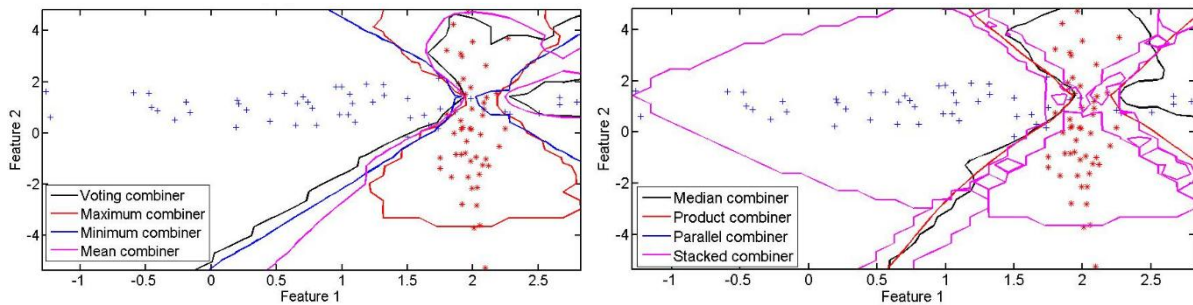 4
2
0
-2
-4
Feature 2
Voting combiner
Maximum combiner
Minimum combiner
Mean combiner
-1 -0.5 0 0.5 1 1.5 2 2.5
Feature 1
4
2
0
-2
-4
Feature 2
Median combiner
Product combiner
Parallel combiner
Stacked combiner
-1 -0.5 0 0.5 1 1.5 2 2.5
Feature 1